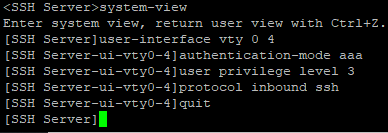 <SSH Server>system-view
Enter system view, return user view with Ctrl+Z.
[SSH Server]user-interface vty 0 4
[SSH Server-ui-vty0-4]authentication-mode aaa
[SSH Server-ui-vty0-4]user privilege level 3
[SSH Server-ui-vty0-4]protocol inbound ssh
[SSH Server-ui-vty0-4]quit
[SSH Server]